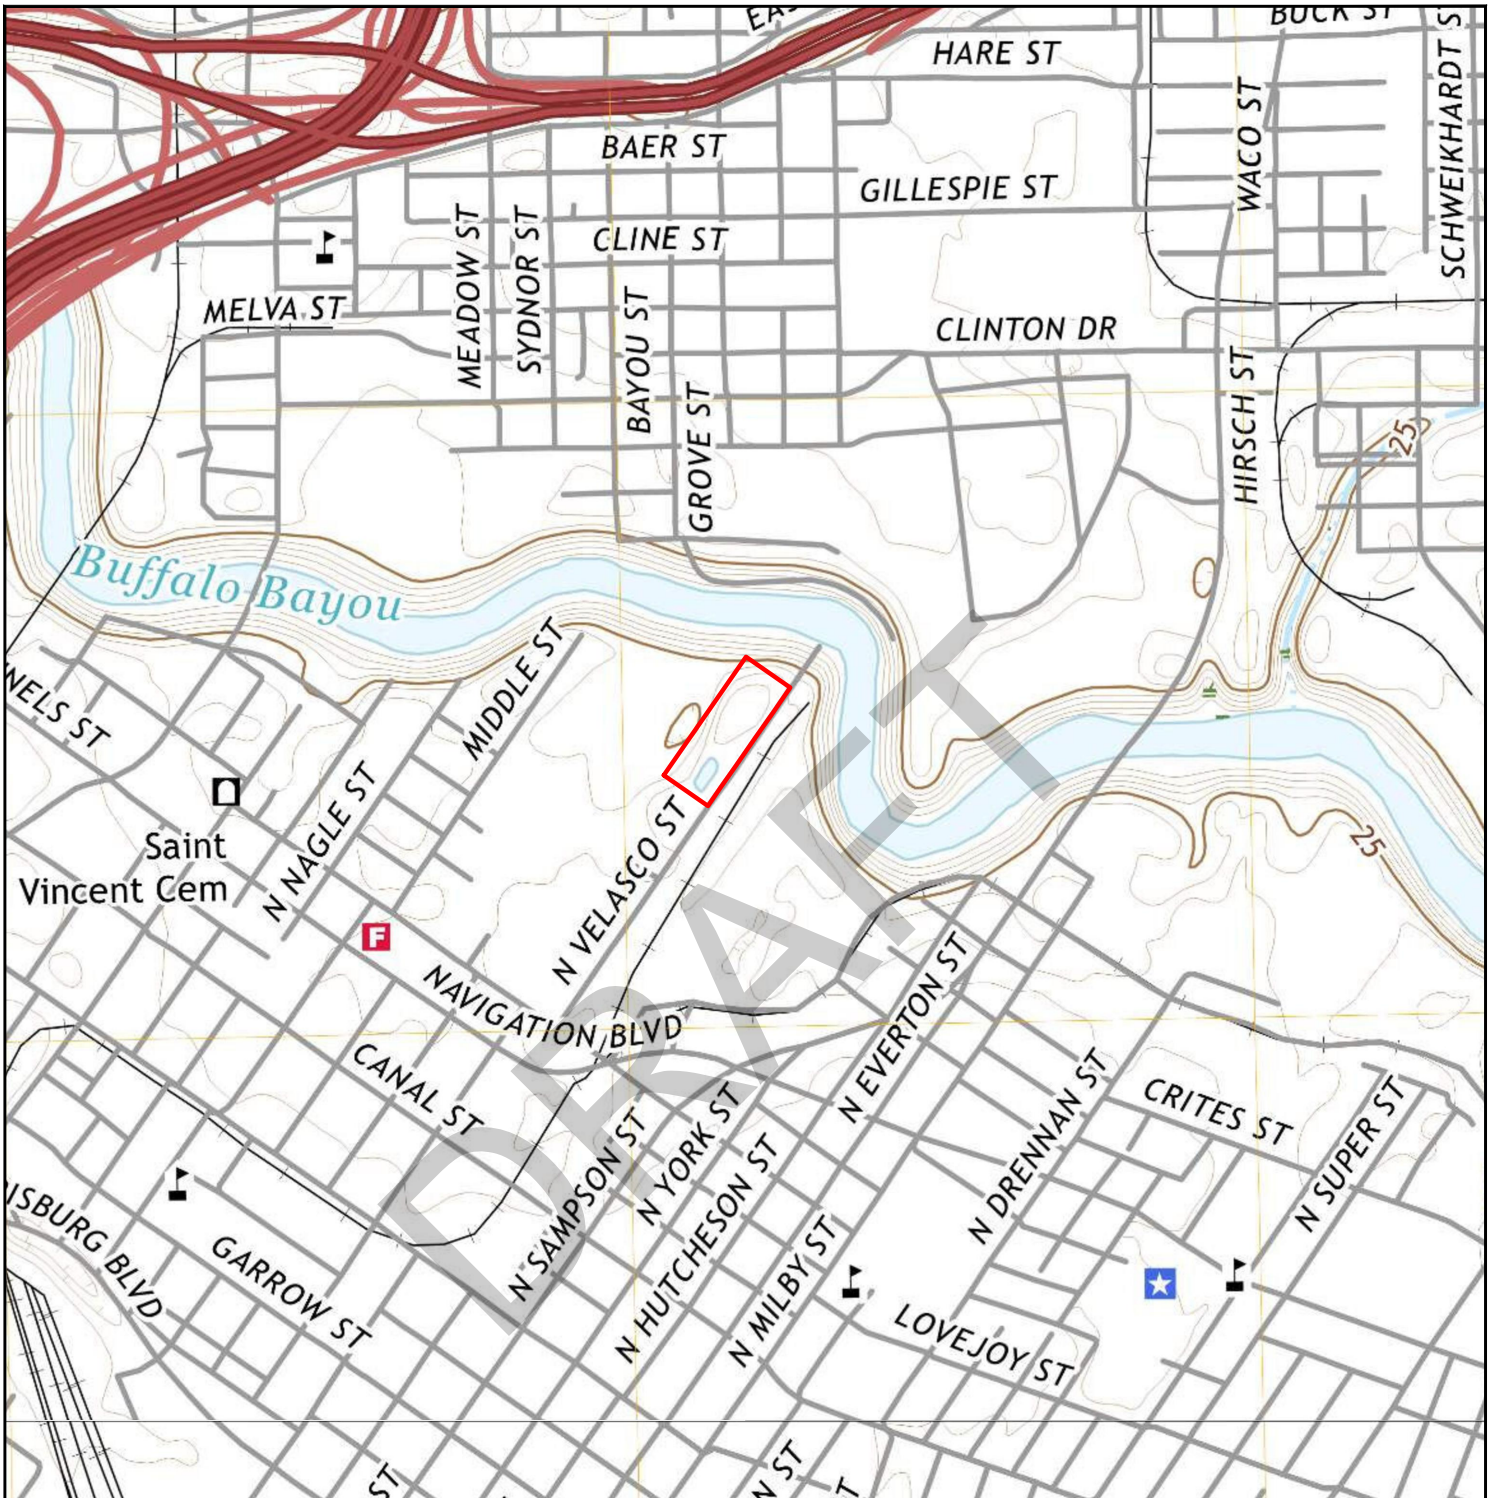 BUCK ST
HARE ST
BAER ST
GILLESPIE ST
WACO ST
SCHWEIKHARDT
MEADOW ST
SYDNOR ST
CLINE ST
MELVA ST
BAYOU ST
CLINTON DR
HIRSCH ST
GROVE ST
25
Buffalo Bayou
MIDDLE ST
NELS ST
N NAGLE ST
Saint
Vincent Cem
N VELASCO ST
25
F
NAVIGATION BLVD
N EVERTON ST
CANAL ST
N SAMPSON ST
N YORK ST
N HUTCHESON ST
N MILBY ST
N DRENNAN ST
CRITES ST
N SUPER ST
ISBURG BLVD
GARROW ST
LOVEJOY ST
ST
N ST
DRAFT